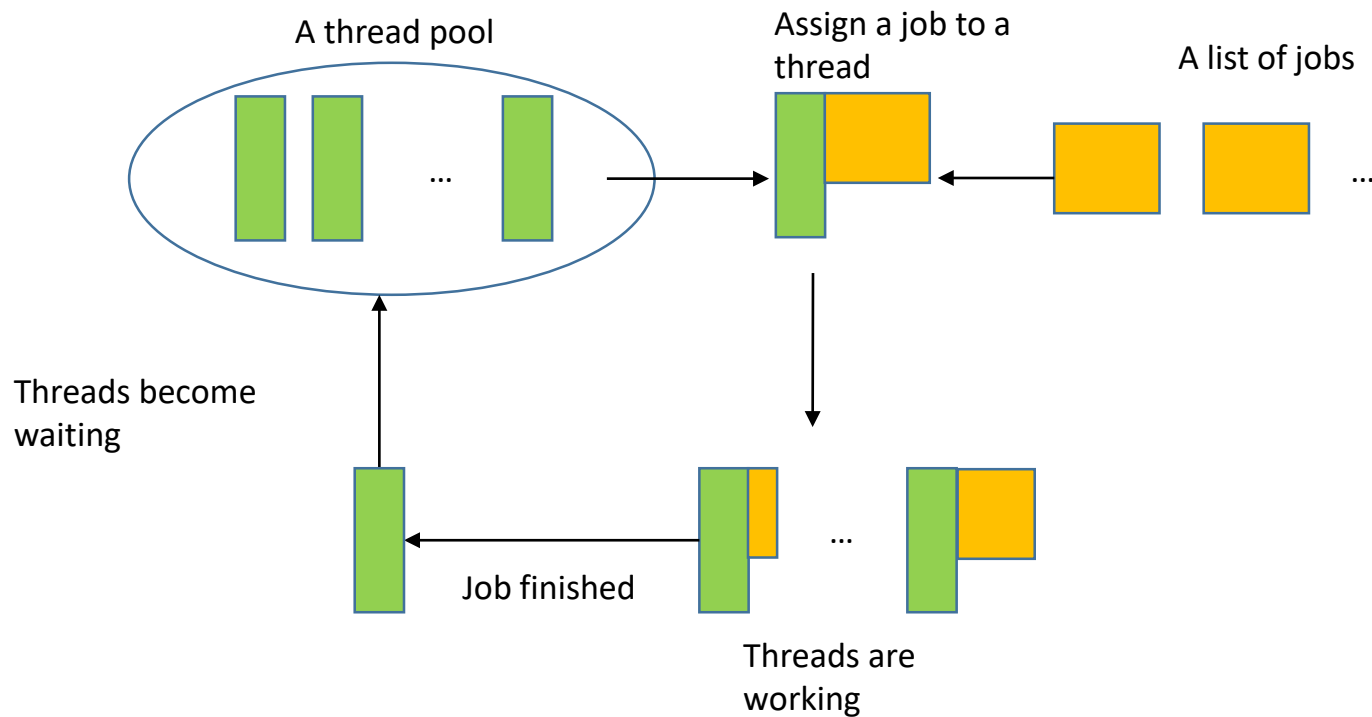 A thread pool
Assign a job to a
thread
A list of jobs
...
...
Threads become
waiting
...
Job finished
Threads are
working